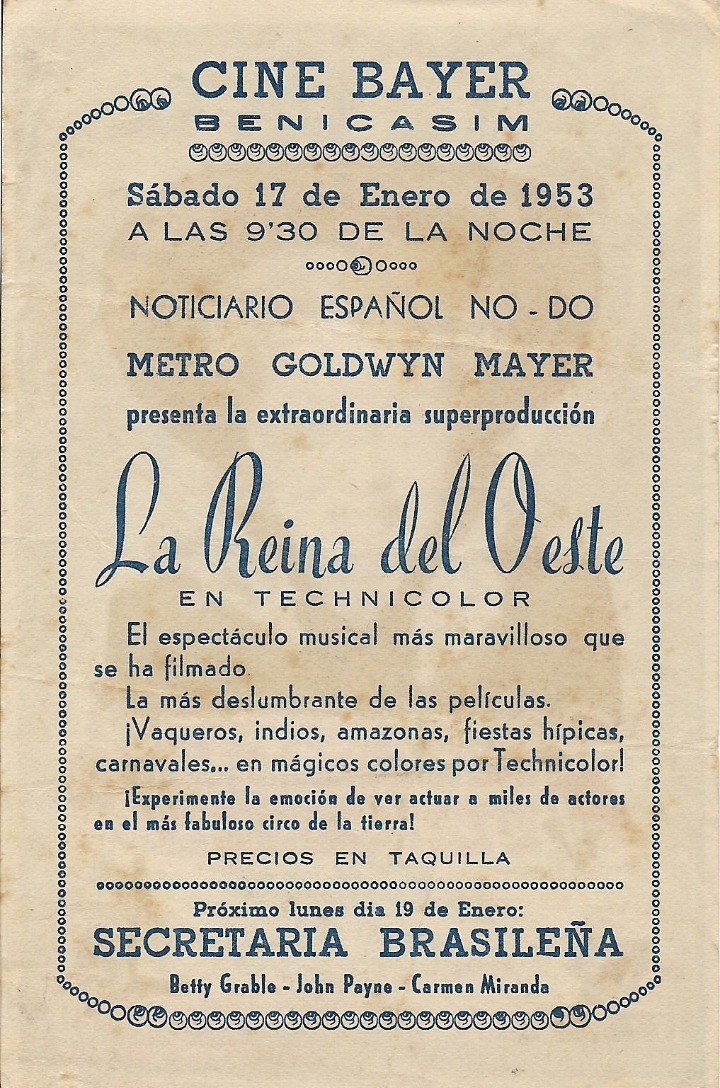 CINE BAYER
BENICASIM
Sábado 17 de Enero de 1953
A LAS 9'30 DE LA NOCHE
NOTICIARIO ESPAÑOL NO - DO
METRO GOLDWYN MAYER
presenta la extraordinaria superproducción
La Reina del Oeste
EN TECHNICOLOR
El espectáculo musical más maravilloso que
se ha filmado.
La más deslumbrante de las películas.
¡Vaqueros, indios, amazonas, fiestas hípicas,
carnavales... en mágicos colores por Technicolor!
¡Experimente la emoción de ver actuar a miles de actores
en el más fabuloso circo de la tierra!
PRECIOS EN TAQUILLA
Próximo lunes dia 19 de Enero:
SECRETARIA BRASILEÑA
Betty Grable - John Payne - Carmen Miranda